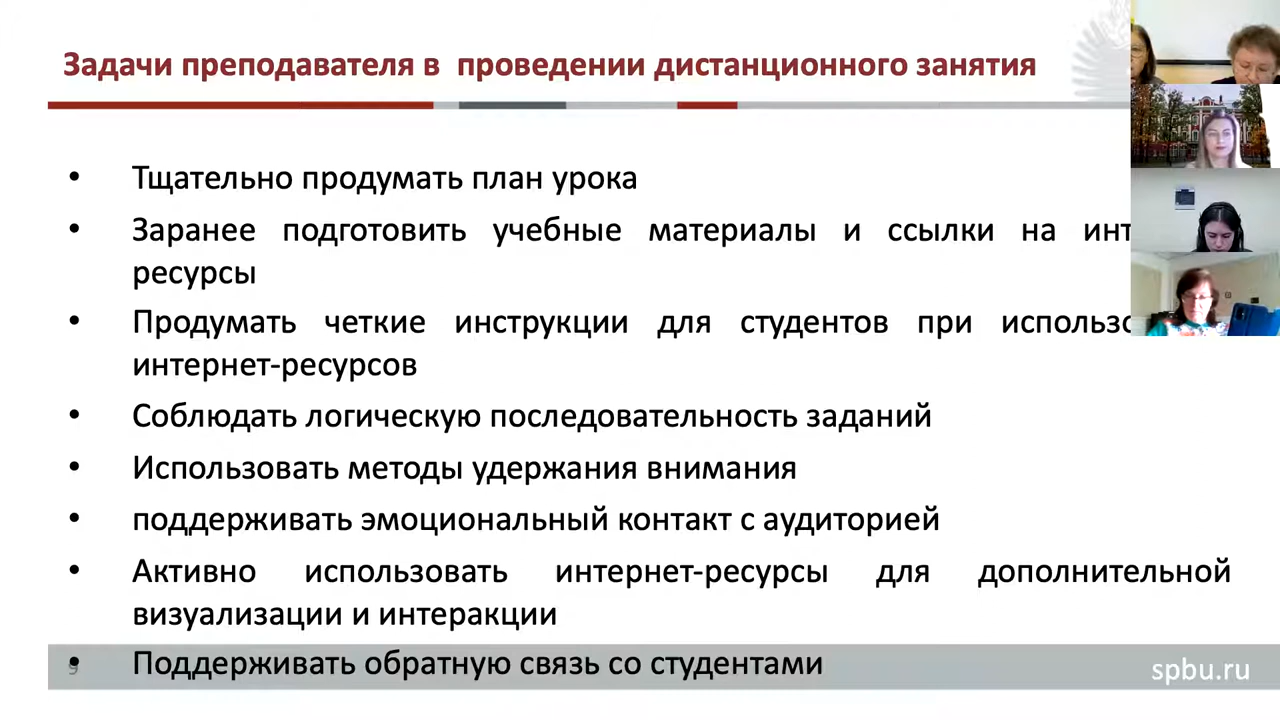 Задачи преподавателя в проведении дистанционного занятия
• Тщательно продумать план урока
• Заранее подготовить учебные материалы и ссылки на
ресурсы
• Продумать четкие инструкции для студентов при
интернет-ресурсов
• Соблюдать логическую последовательность заданий
• Использовать методы удержания внимания
• поддерживать эмоциональный контакт с аудиторией
• Активно использовать интернет-ресурсы для дополнительной
визуализации и интеракции
• Поддерживать обратную связь со студентами
9
spbu.ru